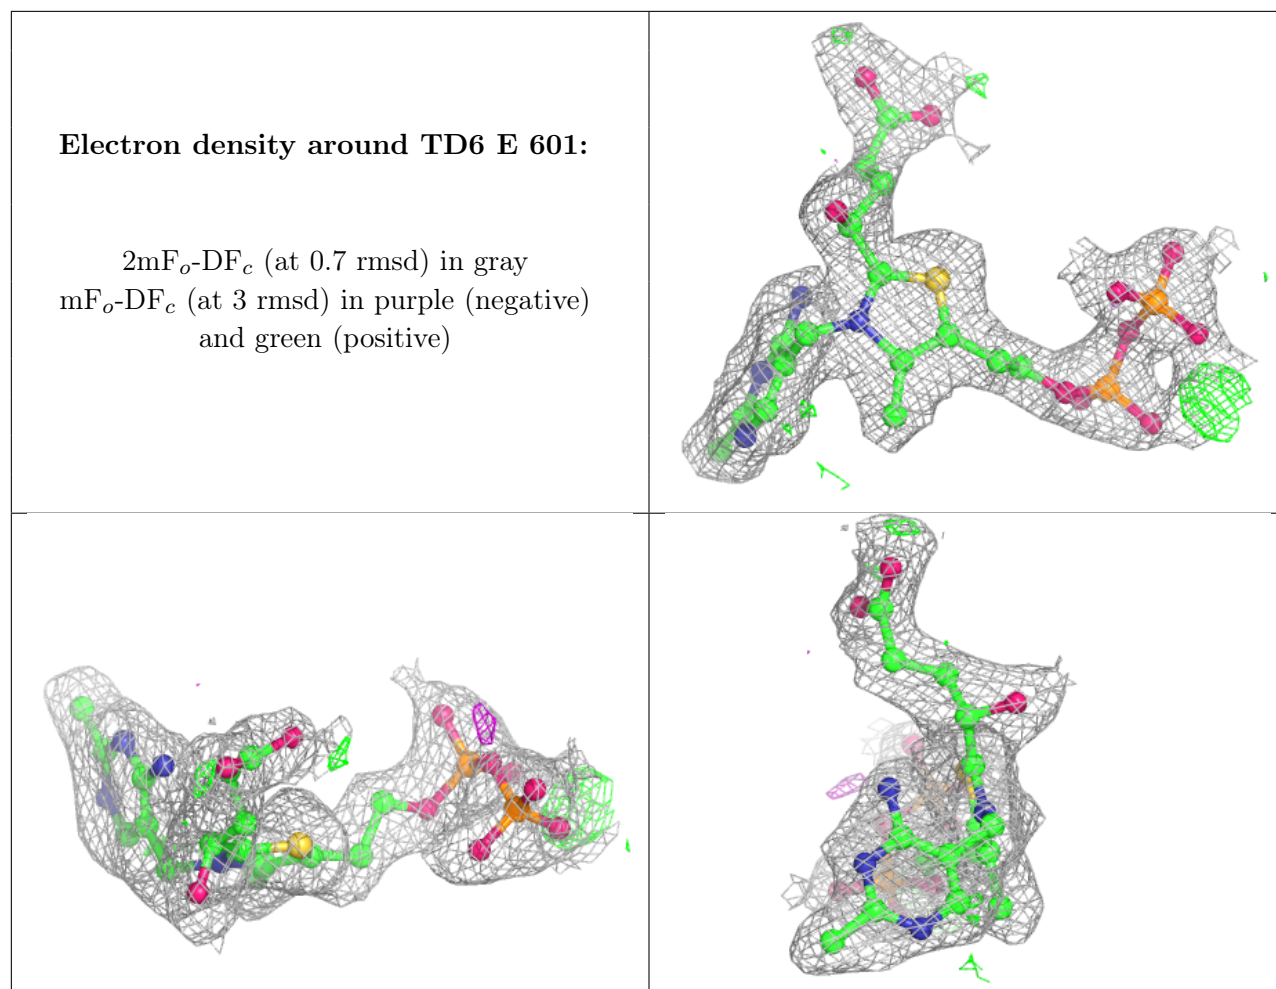 Electron density around TD6 E 601:
2mFo-DFc (at 0.7 rmsd) in gray
mFo-DFc (at 3 rmsd) in purple (negative)
and green (positive)